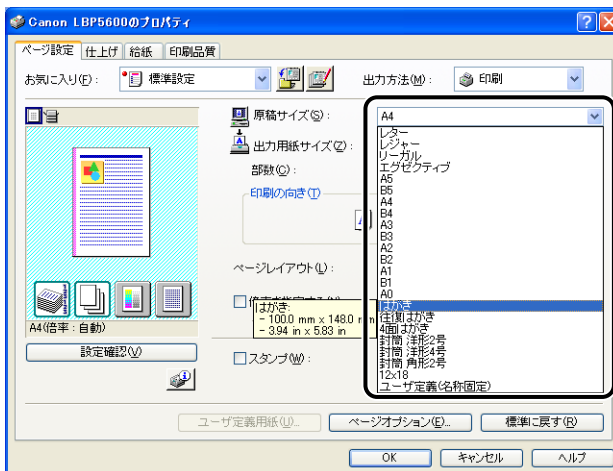 Canon LBP5600のプロパティ
ページ設定 仕上げ 給紙 印刷品質
お気に入り(F): 標準設定 出力方法(M): 印刷
原稿サイズ(S): A4
出力用紙サイズ(Z):
部数(C):
印刷の向き(T)
A
ページレイアウト(L):
スタンプ(W):
レター
レジャー
リーガル
エグゼクティブ
A5
B5
A4
B4
A3
B3
A2
B2
A1
B1
A0
はがき
往復はがき
4面はがき
封筒 洋形2号
封筒 洋形4号
封筒 角形2号
12x18
ユーザ定義(名称固定)
はがき:
- 100.0 mm x 148.0 mm
- 3.94 in x 5.83 in
A4(倍率:自動)
設定確認(V)
ユーザ定義用紙(U)... ページオプション(E)... 標準に戻す(R)
OK キャンセル ヘルプ